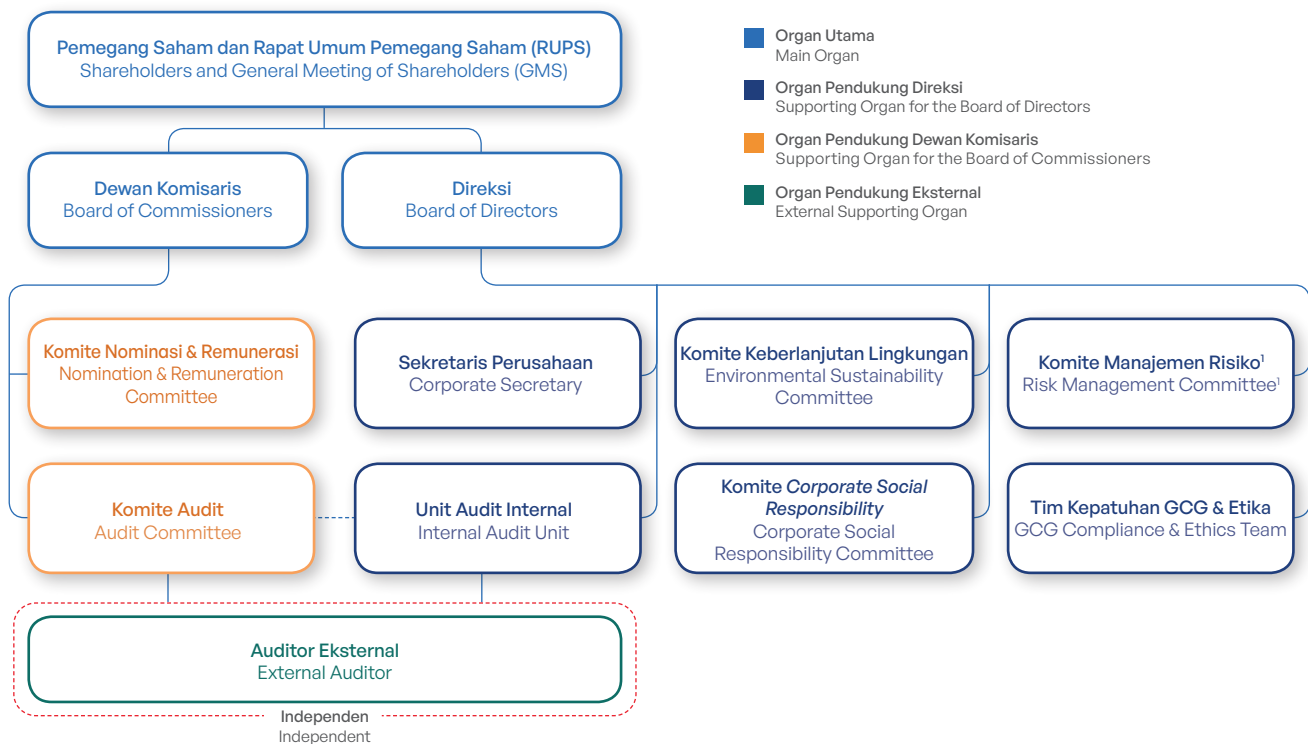 Pemegang Saham dan Rapat Umum Pemegang Saham (RUPS)
Shareholders and General Meeting of Shareholders (GMS)
Organ Utama
Main Organ
Organ Pendukung Direksi
Supporting Organ for the Board of Directors
Organ Pendukung Dewan Komisaris
Supporting Organ for the Board of Commissioners
Organ Pendukung Eksternal
External Supporting Organ
Dewan Komisaris
Board of Commissioners
Direksi
Board of Directors
Komite Nominasi & Remunerasi
Nomination & Remuneration
Committee
Sekretaris Perusahaan
Corporate Secretary
Komite Keberlanjutan Lingkungan
Environmental Sustainability
Committee
Komite Manajemen Risiko¹
Risk Management Committee¹
Komite Audit
Audit Committee
Unit Audit Internal
Internal Audit Unit
Komite Corporate Social
Responsibility
Corporate Social
Responsibility Committee
Tim Kepatuhan GCG & Etika
GCG Compliance & Ethics Team
Auditor Eksternal
External Auditor
Independen
Independent